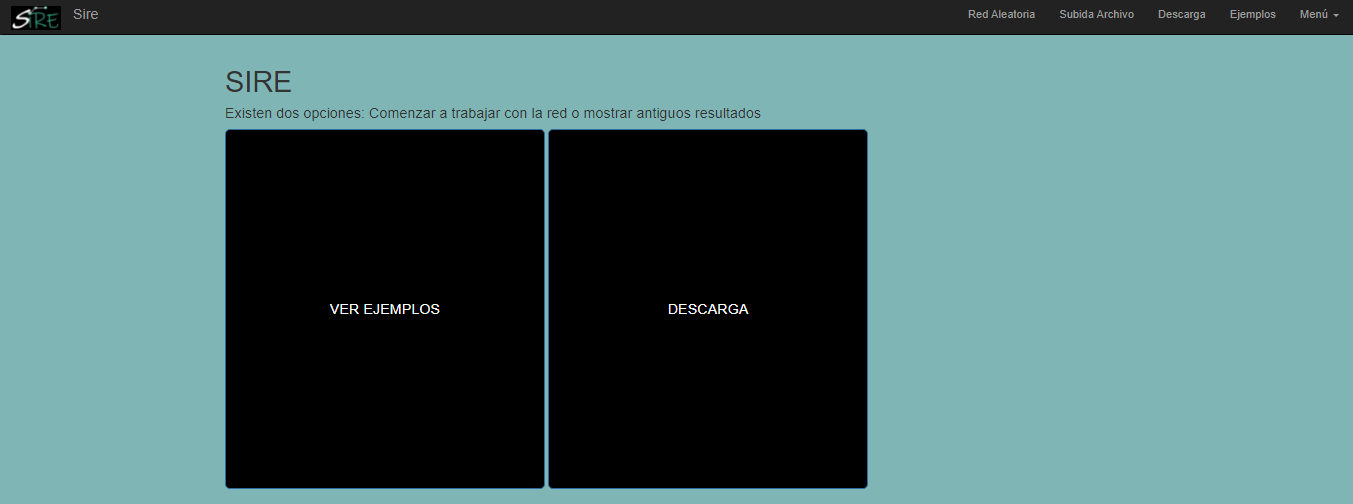 SIRE Sire Red Aleatoria Subida Archivo Descarga Ejemplos Menú
SIRE
Existen dos opciones: Comenzar a trabajar con la red o mostrar antiguos resultados
VER EJEMPLOS DESCARGA